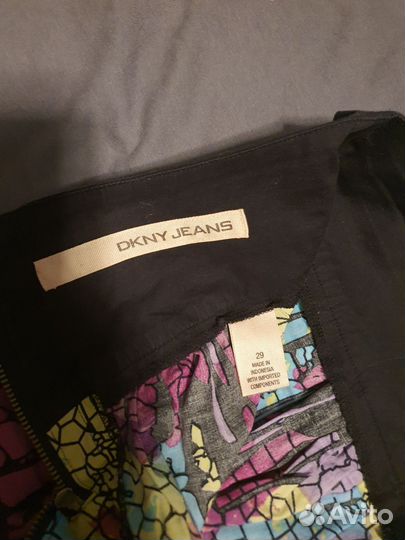 DKNY JEANS
29
MADE IN
INDONESIA
WITH IMPORTED
COMPONENTS
Avito